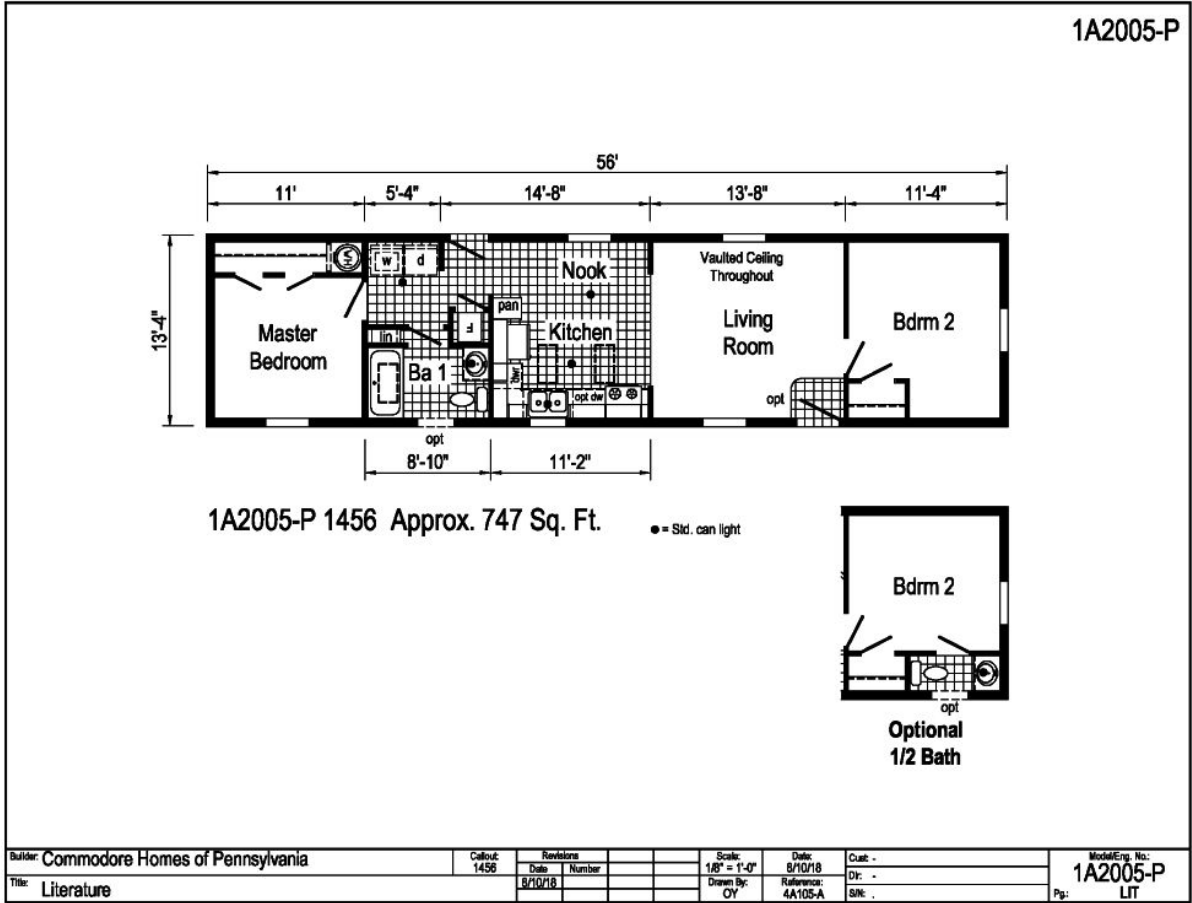 1A2005-P
56'
11'
5'-4"
14'-8"
13'-8"
11'-4"
13'-4"
WH
w
d
Nook
Vaulted Ceiling
Throughout
pan
Master
Bedroom
F
Kitchen
Living
Room
Bdrm 2
lin
Ba 1
dwr
opt dw
opt
opt
8'-10"
11'-2"
1A2005-P 1456 Approx. 747 Sq. Ft.
● = Std. can light
Bdrm 2
opt
Optional
1/2 Bath
Builder: Commodore Homes of Pennsylvania
Title: Literature
Callout:
1456
Revisions
Date Number
8/10/18
Scale:
1/8" = 1'-0"
Drawn By:
OY
Date:
8/10/18
Reference:
4A105-A
Cust: -
Dir: -
S/N: .
Model/Eng. No.:
1A2005-P
Pg.: LIT